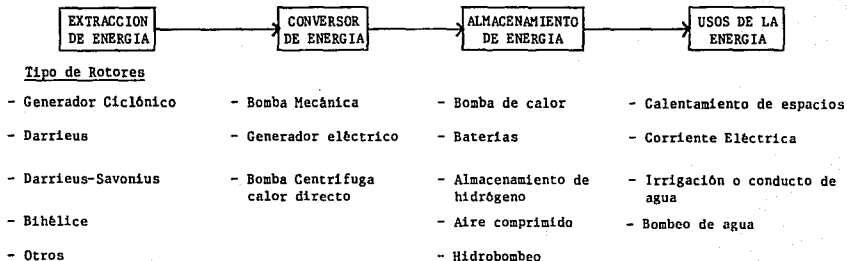 EXTRACCION
DE ENERGIA
CONVERSOR
DE ENERGIA
ALMACENAMIENTO
DE ENERGIA
USOS DE LA
ENERGIA
Tipo de Rotores
- Generador Ciclónico
- Darrieus
- Darrieus-Savonius
- Bihélice
- Otros
- Bomba Mecánica
- Generador eléctrico
- Bomba Centrifuga
calor directo
- Bomba de calor
- Baterias
- Almacenamiento de
hidrógeno
- Aire comprimido
- Hidrobombeo
- Calentamiento de espacios
- Corriente Eléctrica
- Irrigación o conducto de
agua
- Bombeo de agua